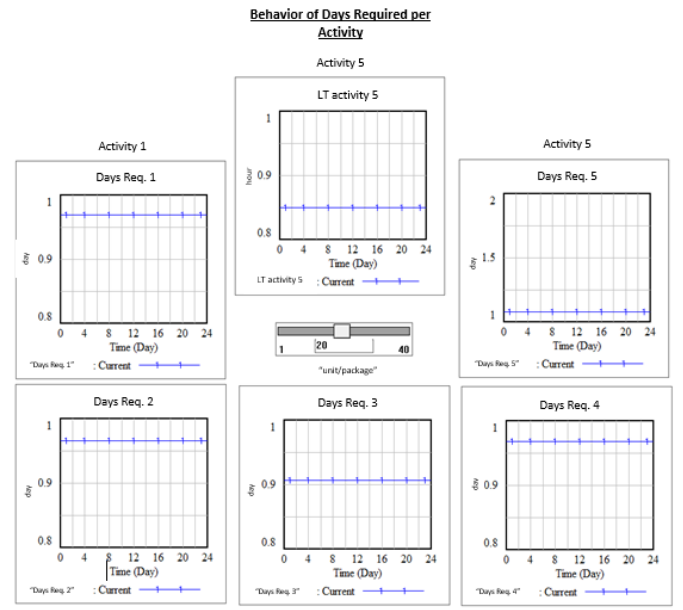 Behavior of Days Required per
Activity
Activity 5
LT activity 5
1
0.9
0.8
hour
0 4 8 12 16 20 24
Time (Day)
LT activity 5 : Current
Activity 1
Days Req. 1
1
0.9
0.8
day
0 4 8 12 16 20 24
Time (Day)
"Days Req. 1" : Current
Activity 5
Days Req. 5
2
1.5
1
day
0 4 8 12 16 20 24
Time (Day)
"Days Req. 5" : Current
1 20 40
"unit/package"
Days Req. 2
1
0.9
0.8
day
0 4 8 12 16 20 24
Time (Day)
"Days Req. 2" : Current
Days Req. 3
1
0.9
0.8
day
0 4 8 12 16 20 24
Time (Day)
"Days Req. 3" : Current
Days Req. 4
1
0.9
0.8
day
0 4 8 12 16 20 24
Time (Day)
"Days Req. 4" : Current